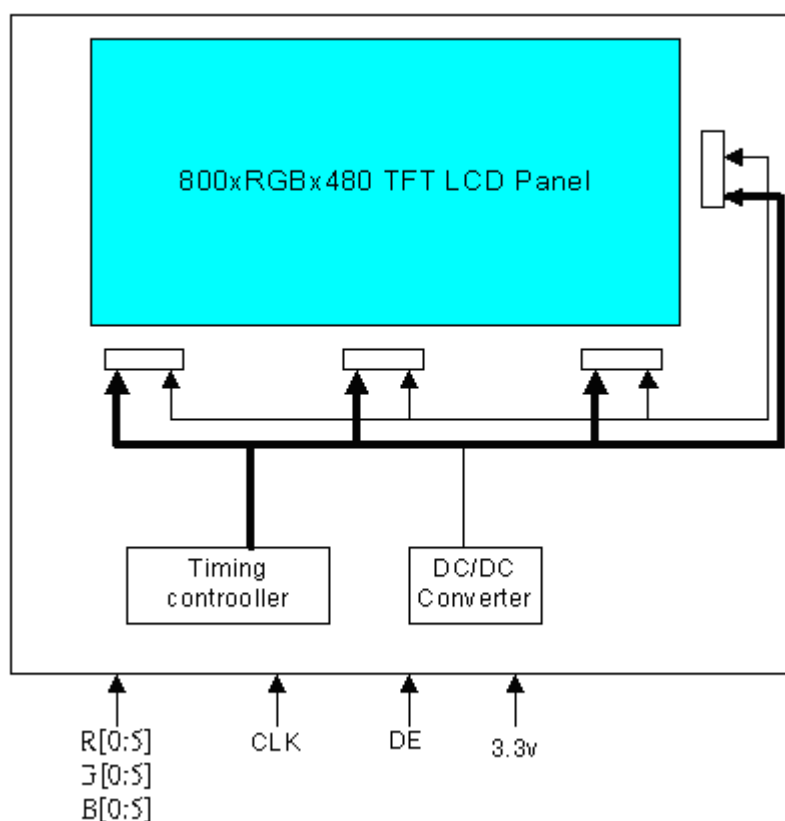 800xRGBx480 TFT LCD Panel
Timing
controoller
DC/DC
Converter
R[0:5]
G[0:5]
B[0:5]
CLK
DE
3.3v